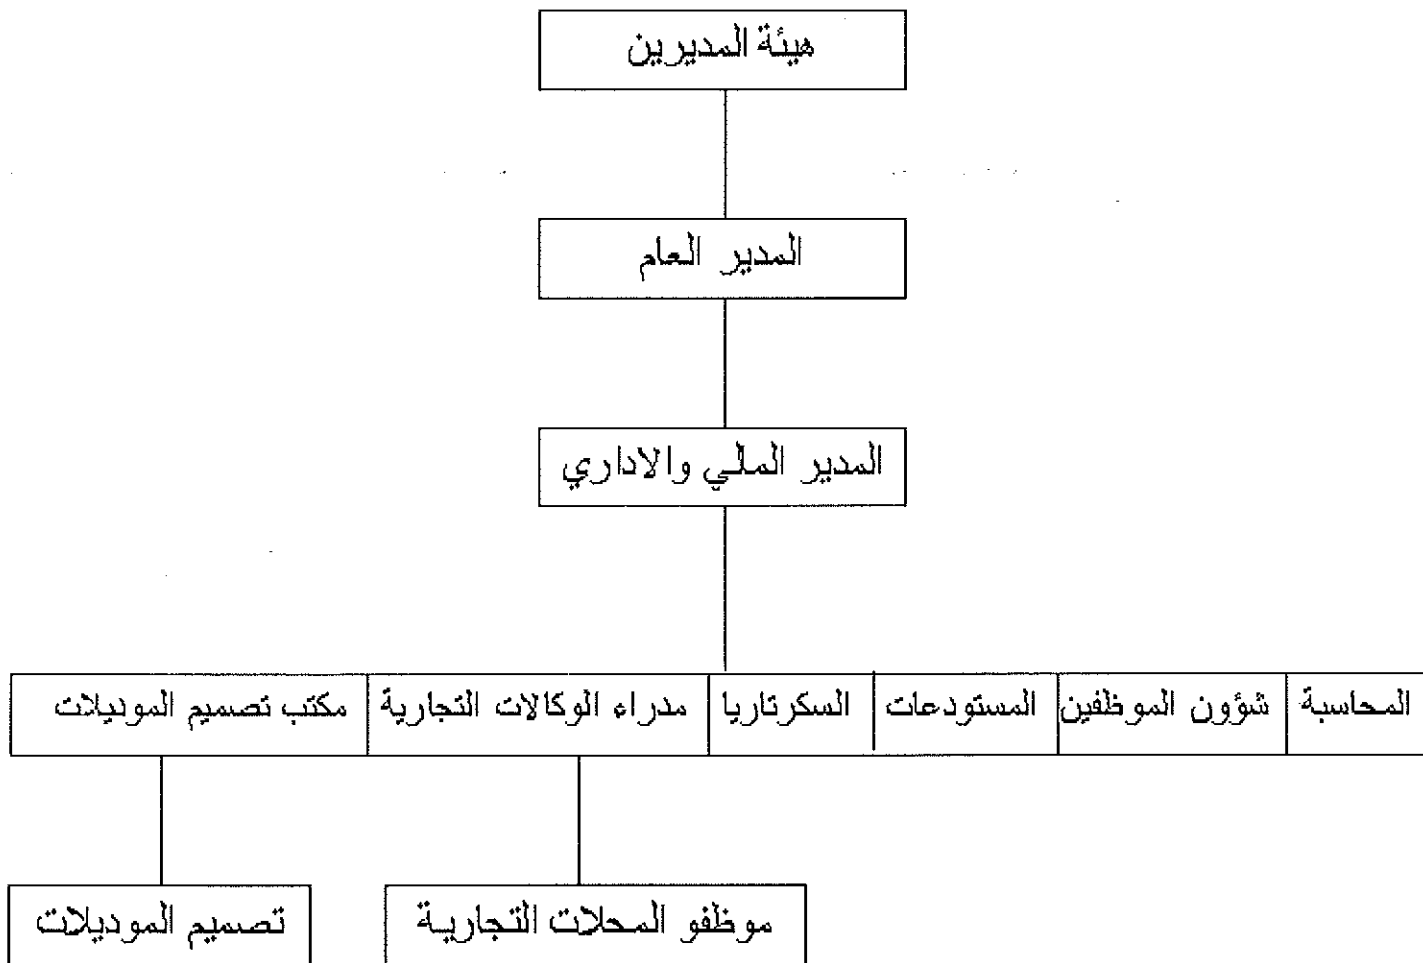 هيئة المديرين
المدير العام
المدير المالي والاداري
المحاسبة
شؤون الموظفين
المستودعات
السكرتاريا
مدراء الوكالات التجارية
مكتب تصميم الموديلات
موظفو المحلات التجارية
تصميم الموديلات